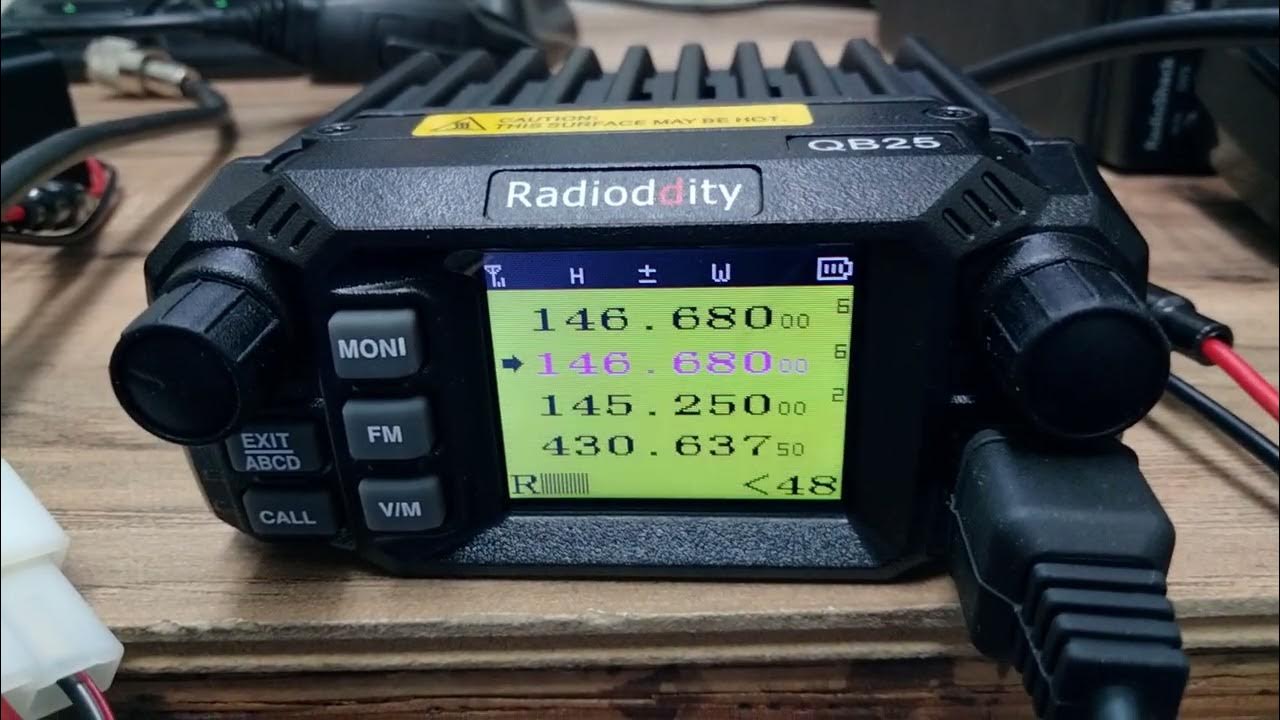 CAUTION:
THIS SURFACE MAY BE HOT.
QB25
Radioddity
H ± W
146.68000 6
146.68000 6
145.25000 2
430.63750
R <48
MONI
FM
V/M
EXIT
ABCD
CALL
Radioddity